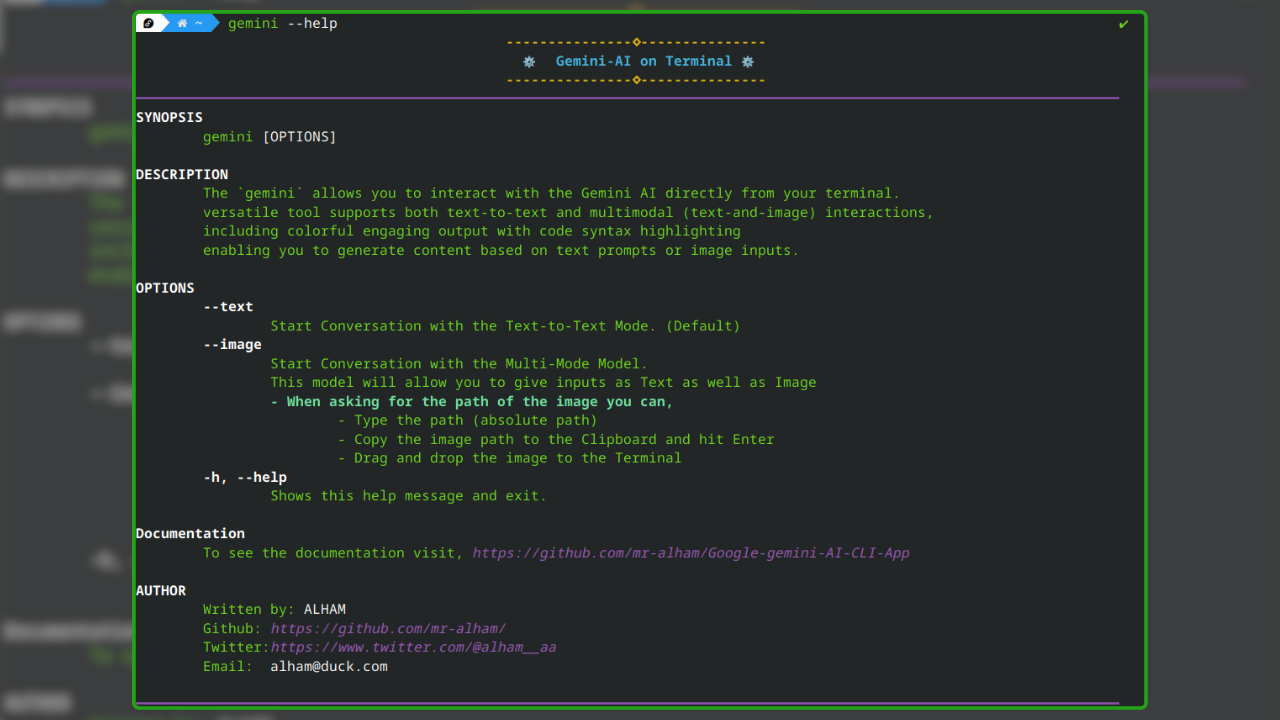 ~ gemini --help ✔
---------------◇---------------
Gemini-AI on Terminal
---------------◇---------------
SYNOPSIS
gemini [OPTIONS]
DESCRIPTION
The `gemini` allows you to interact with the Gemini AI directly from your terminal.
versatile tool supports both text-to-text and multimodal (text-and-image) interactions,
including colorful engaging output with code syntax highlighting
enabling you to generate content based on text prompts or image inputs.
OPTIONS
--text
Start Conversation with the Text-to-Text Mode. (Default)
--image
Start Conversation with the Multi-Mode Model.
This model will allow you to give inputs as Text as well as Image
- When asking for the path of the image you can,
- Type the path (absolute path)
- Copy the image path to the Clipboard and hit Enter
- Drag and drop the image to the Terminal
-h, --help
Shows this help message and exit.
Documentation
To see the documentation visit, https://github.com/mr-alham/Google-gemini-AI-CLI-App
AUTHOR
Written by: ALHAM
Github: https://github.com/mr-alham/
Twitter:https://www.twitter.com/@alham__aa
Email: alham@duck.com